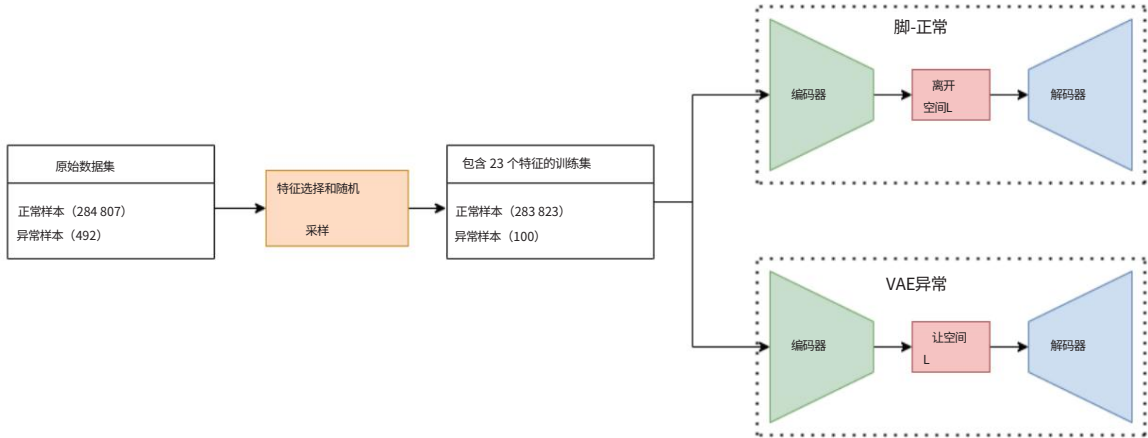 脚-正常
编码器
离开
空间L
解码器
原始数据集
正常样本（284 807）
异常样本（492）
特征选择和随机
采样
包含 23 个特征的训练集
正常样本（283 823）
异常样本（100）
VAE异常
编码器
让空间
L
解码器